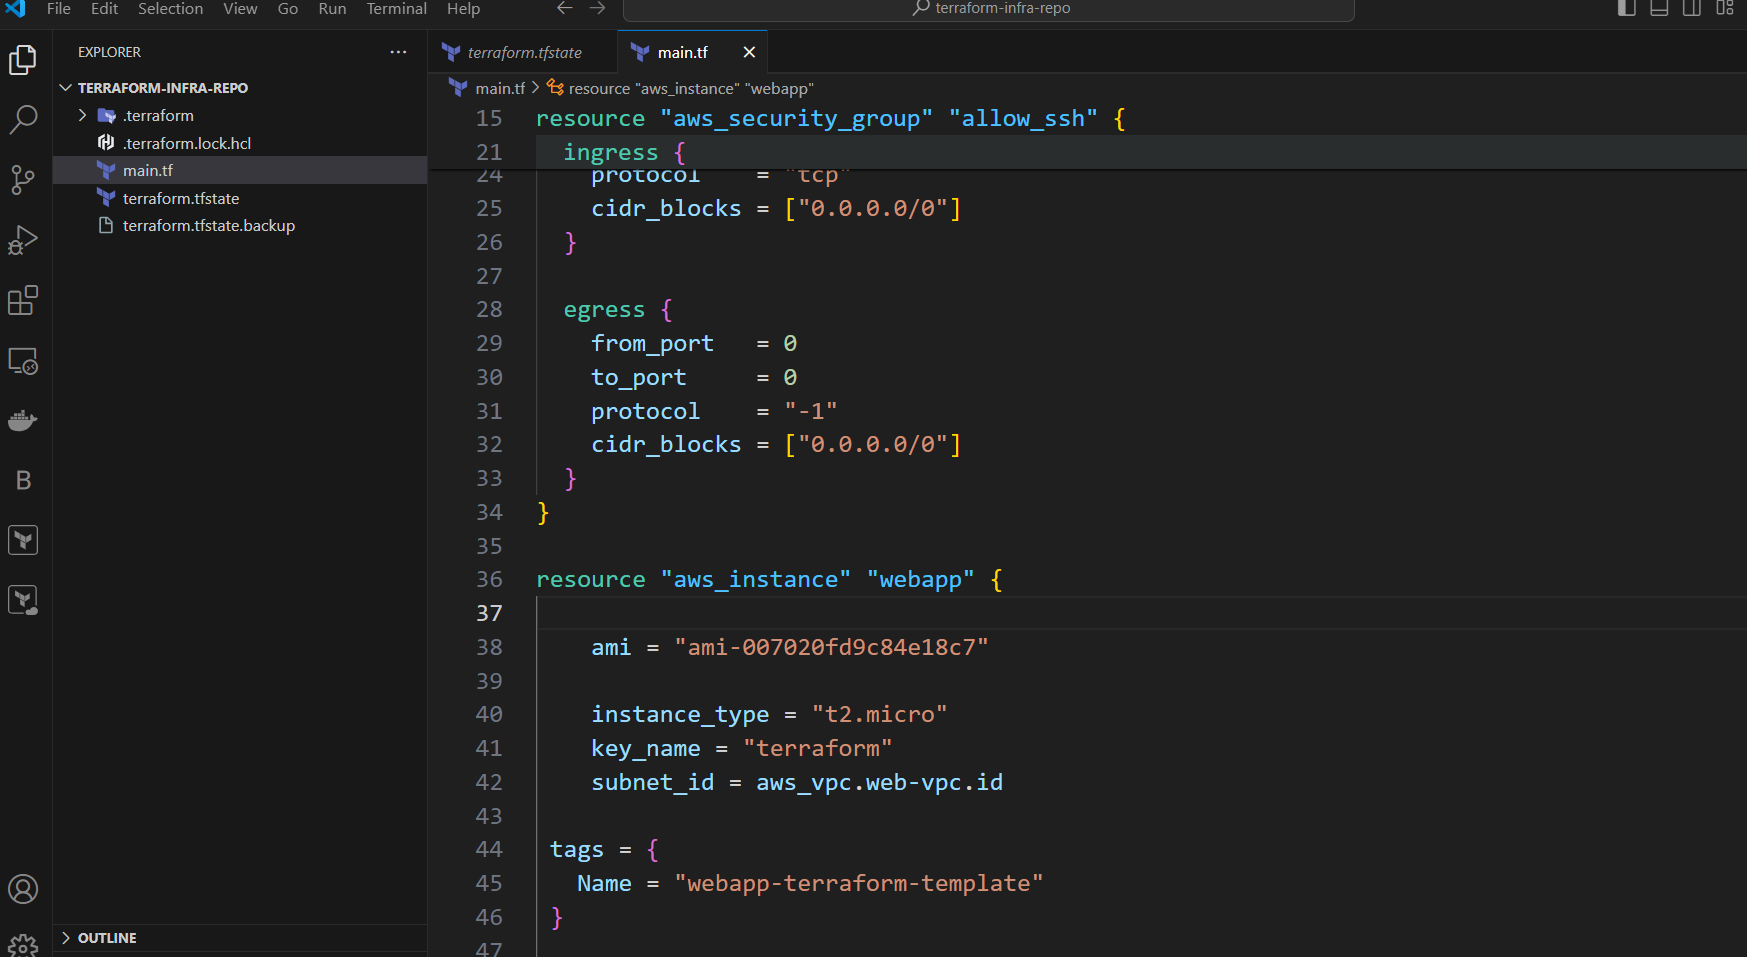 File Edit Selection View Go Run Terminal Help
terraform-infra-repo
EXPLORER
TERRAFORM-INFRA-REPO
.terraform
.terraform.lock.hcl
main.tf
terraform.tfstate
terraform.tfstate.backup
OUTLINE
terraform.tfstate main.tf
main.tf > resource "aws_instance" "webapp"
15 resource "aws_security_group" "allow_ssh" {
21 ingress {
24 protocol = "tcp"
25 cidr_blocks = ["0.0.0.0/0"]
26 }
27
28 egress {
29 from_port = 0
30 to_port = 0
31 protocol = "-1"
32 cidr_blocks = ["0.0.0.0/0"]
33 }
34 }
35
36 resource "aws_instance" "webapp" {
37
38 ami = "ami-007020fd9c84e18c7"
39
40 instance_type = "t2.micro"
41 key_name = "terraform"
42 subnet_id = aws_vpc.web-vpc.id
43
44 tags = {
45 Name = "webapp-terraform-template"
46 }
47
B